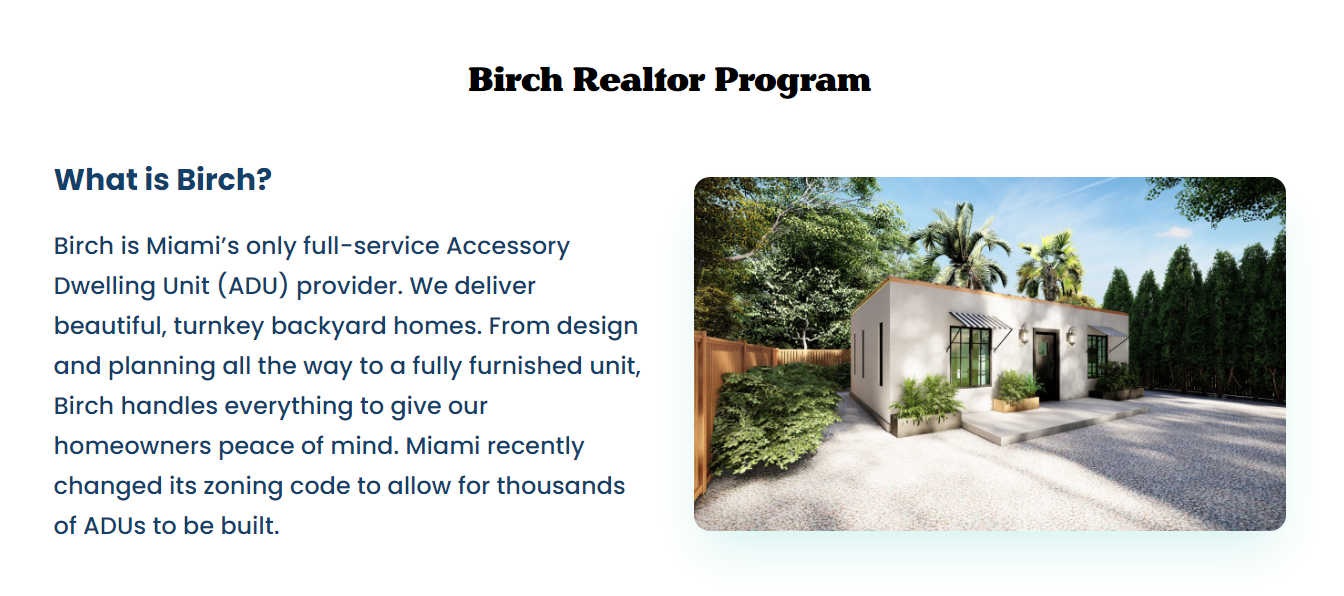 Birch Realtor Program
What is Birch?
Birch is Miami’s only full-service Accessory
Dwelling Unit (ADU) provider. We deliver
beautiful, turnkey backyard homes. From design
and planning all the way to a fully furnished unit,
Birch handles everything to give our
homeowners peace of mind. Miami recently
changed its zoning code to allow for thousands
of ADUs to be built.